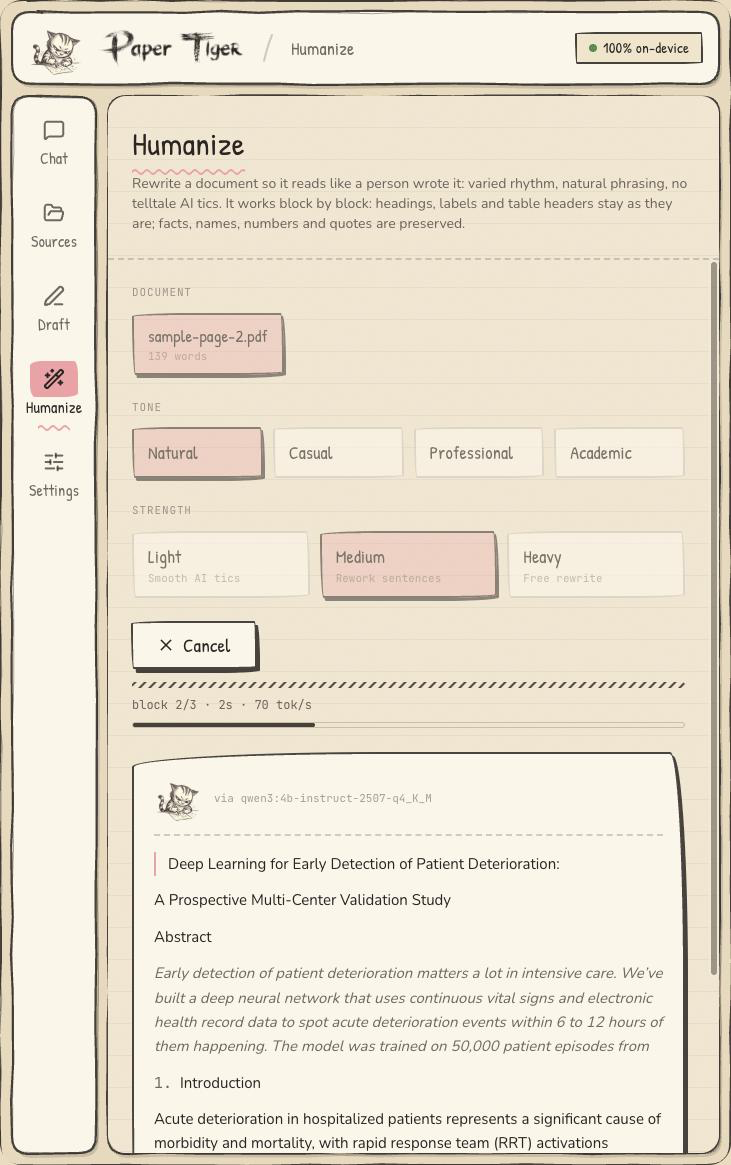 Paper Tiger / Humanize
100% on-device
Chat
Sources
Draft
Humanize
Settings
Humanize
Rewrite a document so it reads like a person wrote it: varied rhythm, natural phrasing, no
telltale AI tics. It works block by block: headings, labels and table headers stay as they
are; facts, names, numbers and quotes are preserved.
DOCUMENT
sample-page-2.pdf
139 words
TONE
Natural
Casual
Professional
Academic
STRENGTH
Light
Smooth AI tics
Medium
Rework sentences
Heavy
Free rewrite
× Cancel
block 2/3 · 2s · 70 tok/s
via qwen3:4b-instruct-2507-q4_K_M
Deep Learning for Early Detection of Patient Deterioration:
A Prospective Multi-Center Validation Study
Abstract
Early detection of patient deterioration matters a lot in intensive care. We've
built a deep neural network that uses continuous vital signs and electronic
health record data to spot acute deterioration events within 6 to 12 hours of
them happening. The model was trained on 50,000 patient episodes from
1. Introduction
Acute deterioration in hospitalized patients represents a significant cause of
morbidity and mortality, with rapid response team (RRT) activations